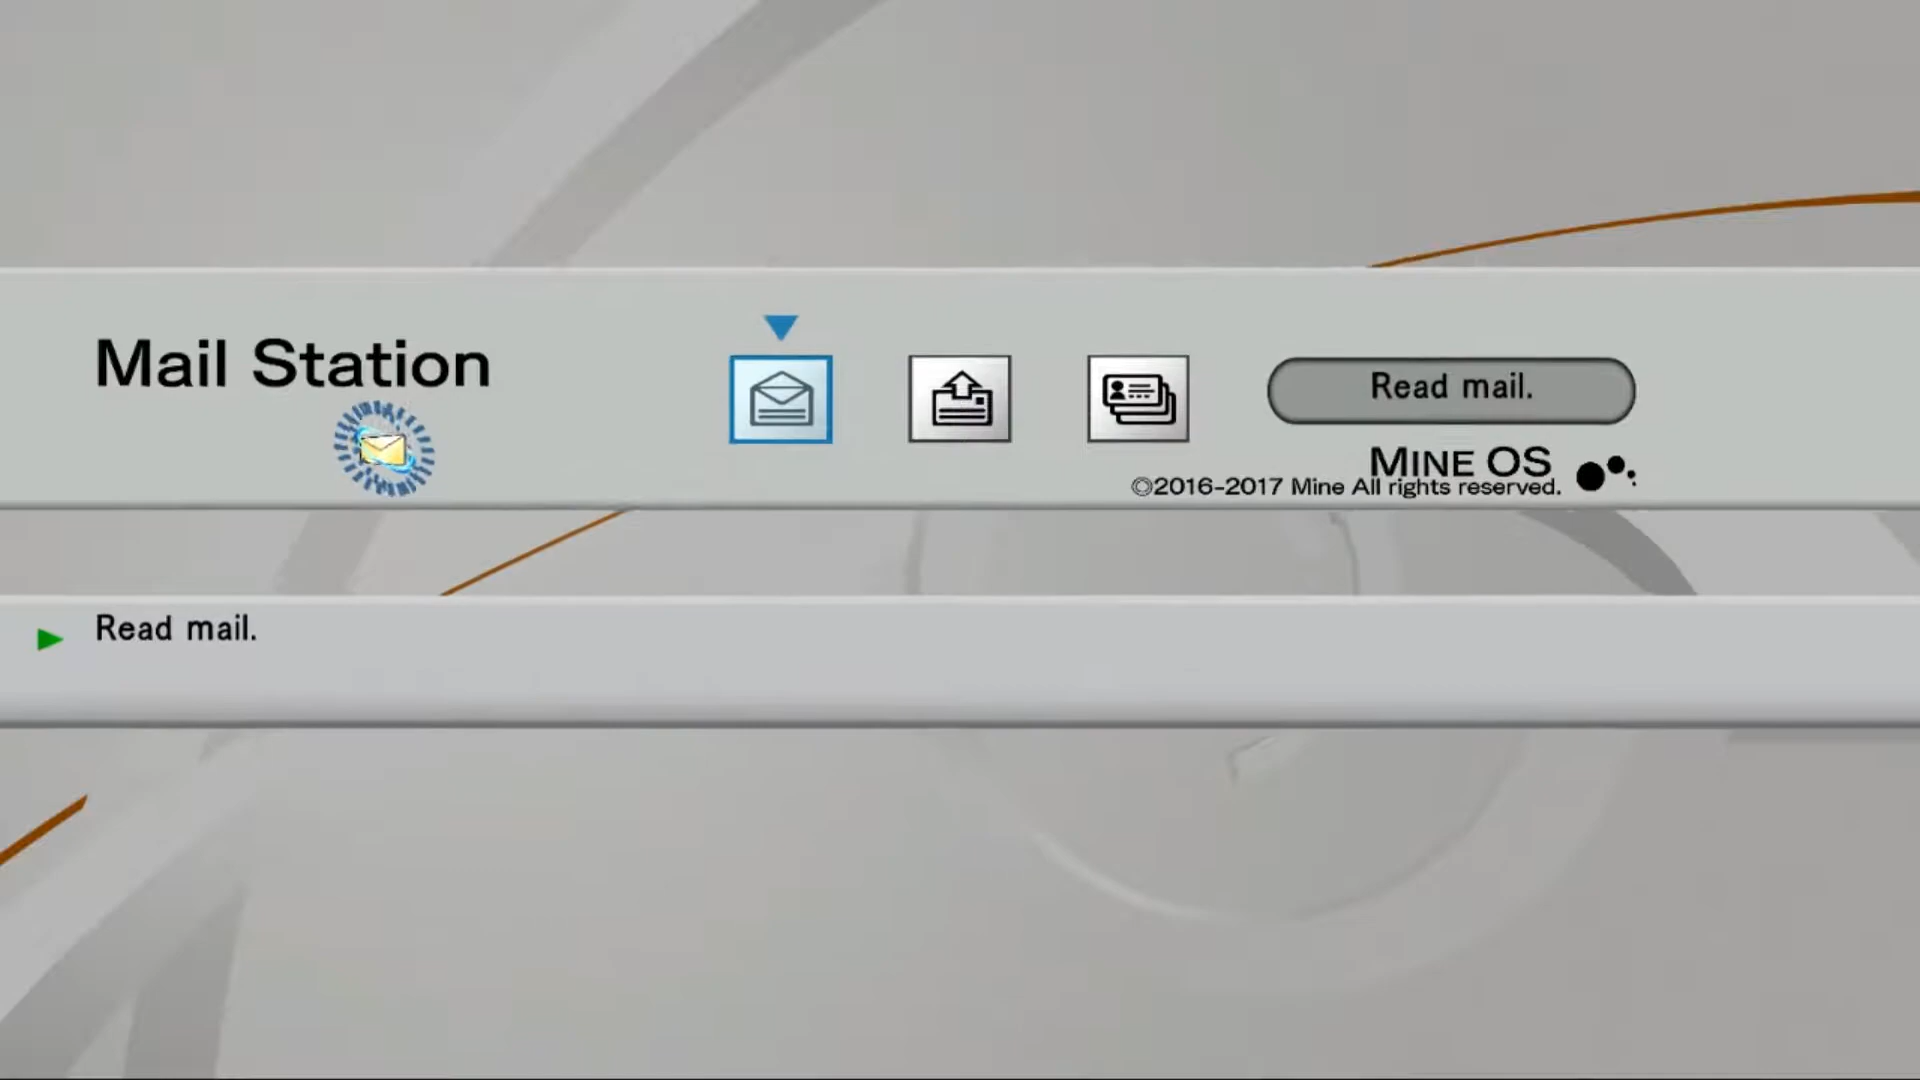 Mail Station
Read mail.
MINE OS
©2016-2017 Mine All rights reserved.
Read mail.